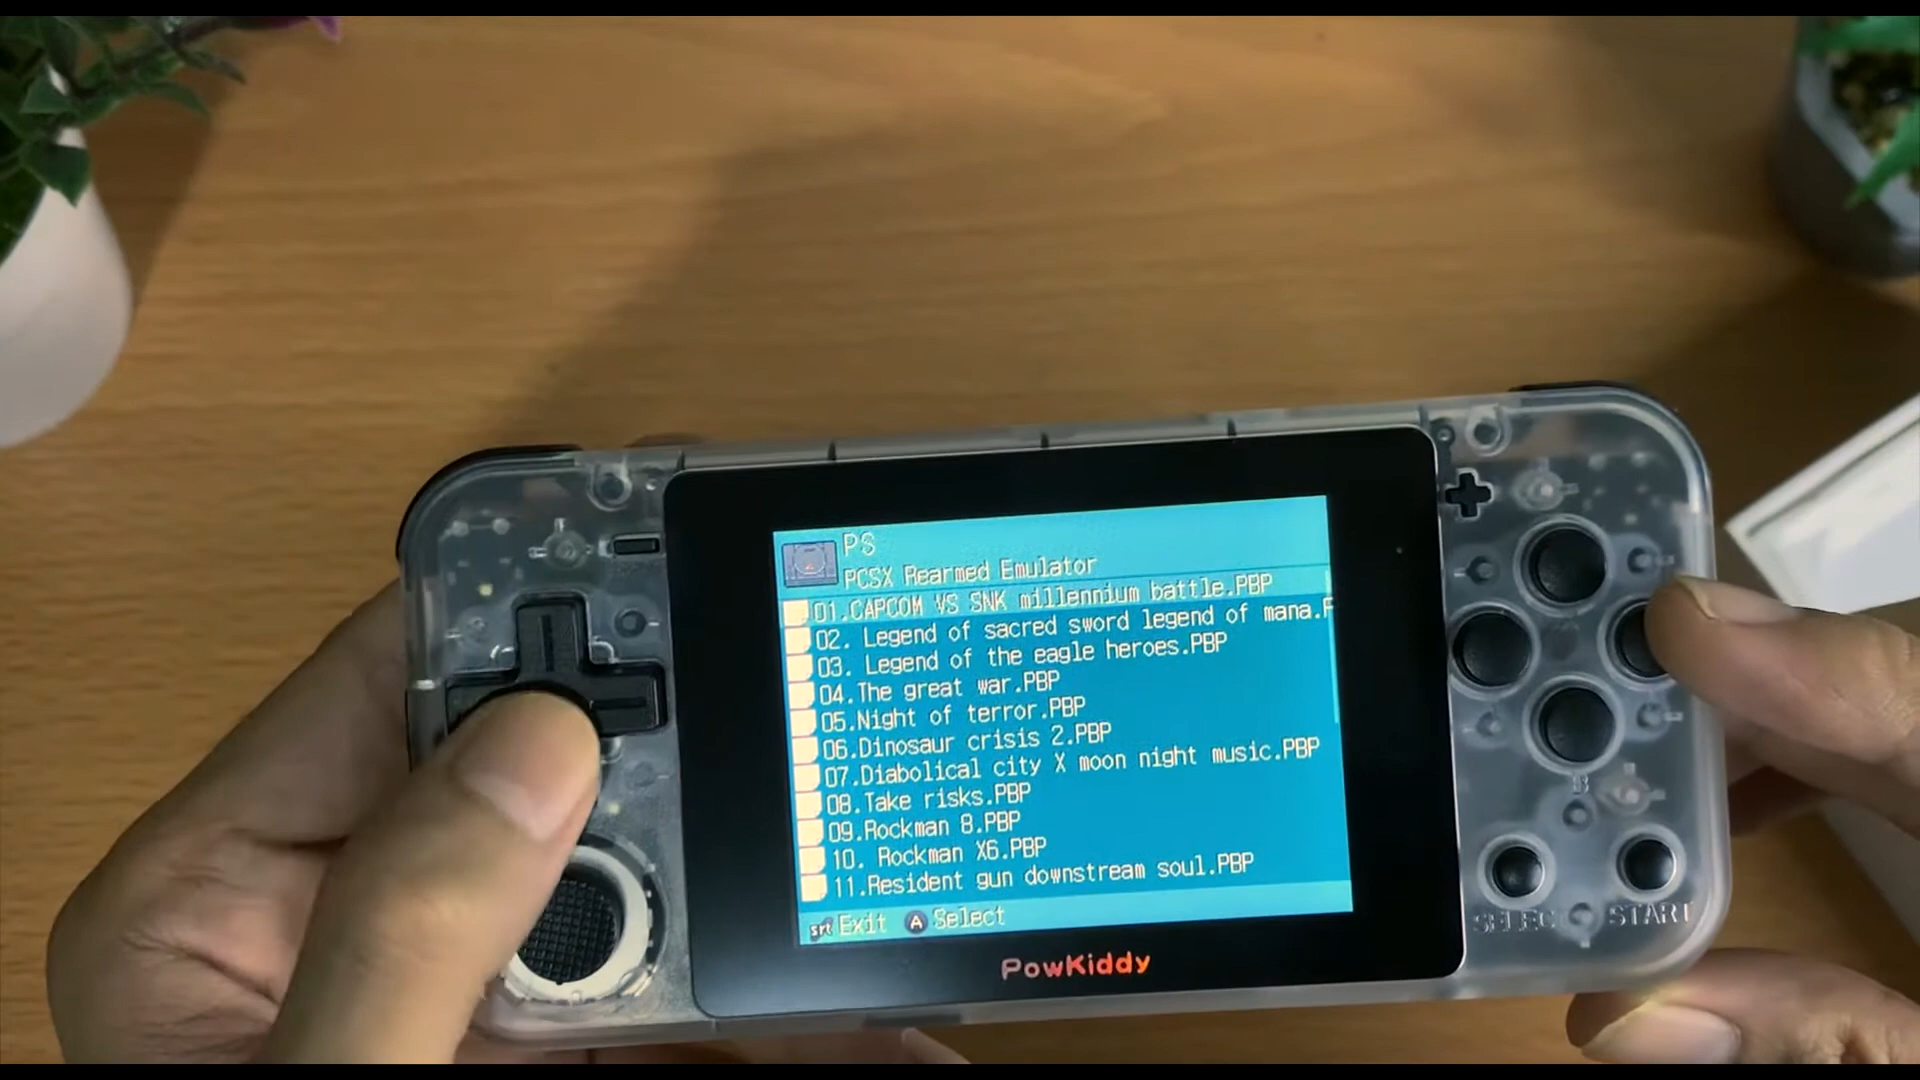 PS
PCSX Rearmed Emulator
01.CAPCOM VS SNK millennium battle.PBP
02. Legend of sacred sword legend of mana.P
03. Legend of the eagle heroes.PBP
04.The great war.PBP
05.Night of terror.PBP
06.Dinosaur crisis 2.PBP
07.Diabolical city X moon night music.PBP
08.Take risks.PBP
09.Rockman 8.PBP
10. Rockman X6.PBP
11.Resident gun downstream soul.PBP
srt Exit A Select
PowKiddy
B
SELECT START